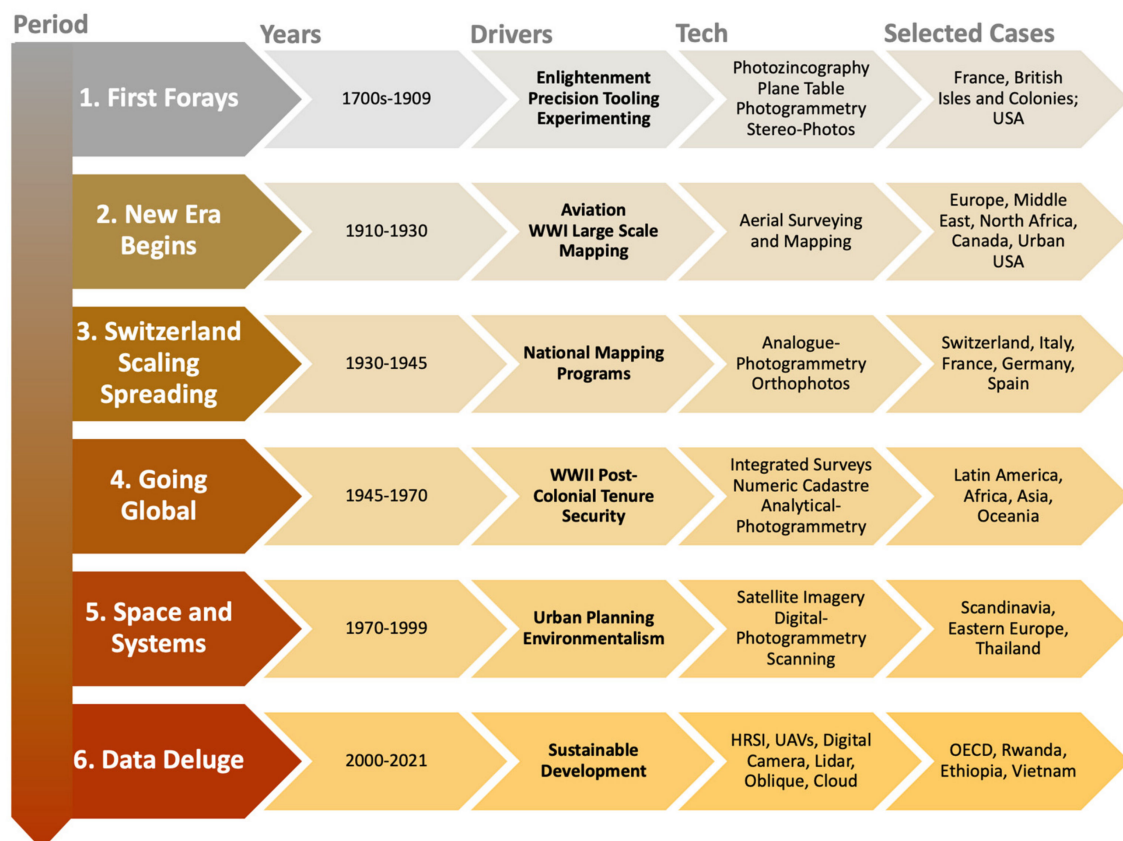 Period
Years
Drivers
Tech
Selected Cases
1. First Forays
1700s-1909
Enlightenment
Precision Tooling
Experimenting
Photozincography
Plane Table
Photogrammetry
Stereo-Photos
France, British
Isles and Colonies;
USA
2. New Era
Begins
1910-1930
Aviation
WWI Large Scale
Mapping
Aerial Surveying
and Mapping
Europe, Middle
East, North Africa,
Canada, Urban
USA
3. Switzerland
Scaling
Spreading
1930-1945
National Mapping
Programs
Analogue-
Photogrammetry
Orthophotos
Switzerland, Italy,
France, Germany,
Spain
4. Going
Global
1945-1970
WWII Post-
Colonial Tenure
Security
Integrated Surveys
Numeric Cadastre
Analytical-
Photogrammetry
Latin America,
Africa, Asia,
Oceania
5. Space and
Systems
1970-1999
Urban Planning
Environmentalism
Satellite Imagery
Digital-
Photogrammetry
Scanning
Scandinavia,
Eastern Europe,
Thailand
6. Data Deluge
2000-2021
Sustainable
Development
HRSI, UAVs, Digital
Camera, Lidar,
Oblique, Cloud
OECD, Rwanda,
Ethiopia, Vietnam